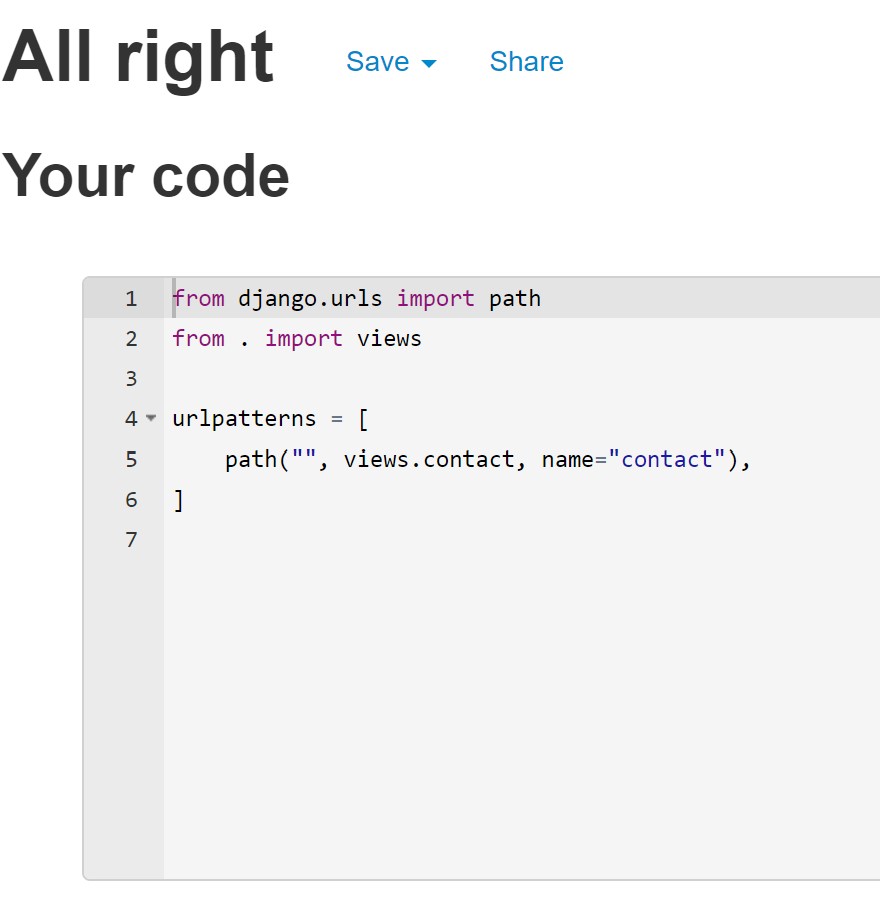 All right Save Share
Your code
1 from django.urls import path
2 from . import views
3
4 urlpatterns = [
5     path("", views.contact, name="contact"),
6 ]
7